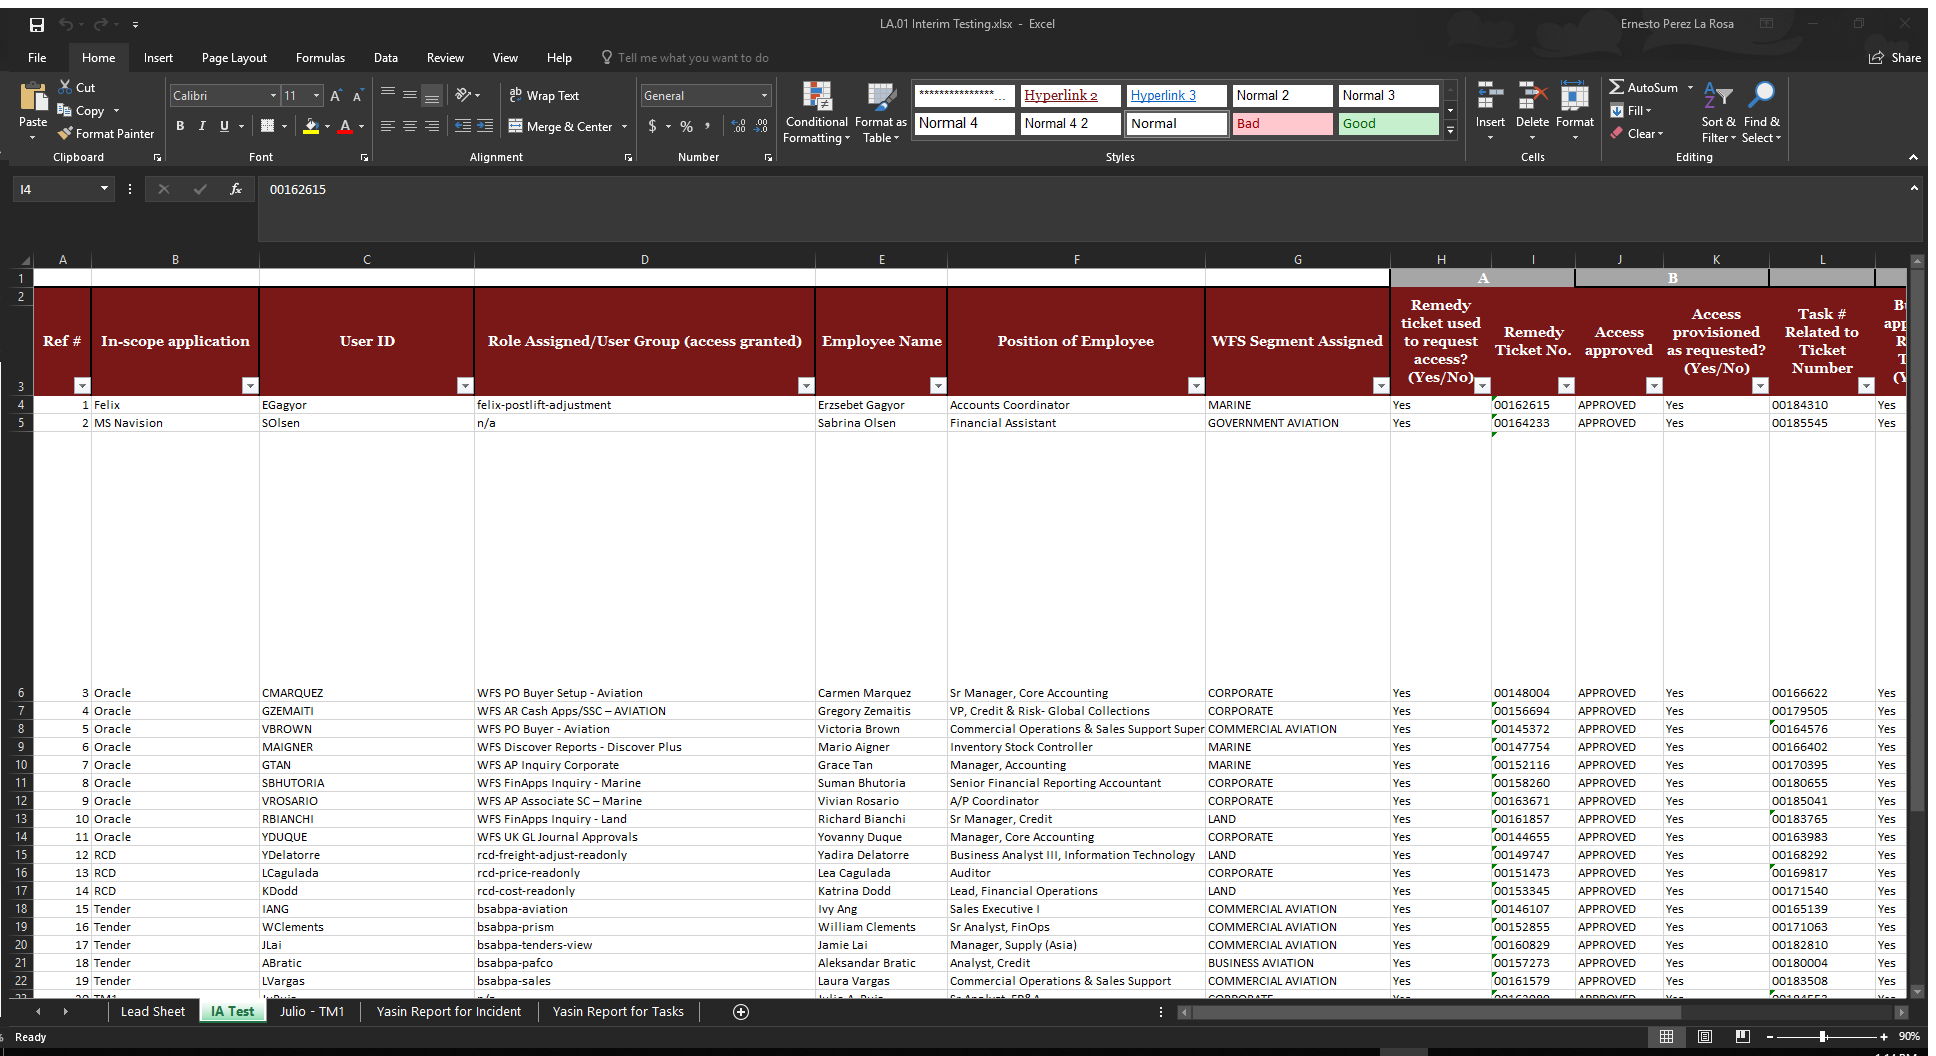 LA.01 Interim Testing.xlsx - Excel
Ernesto Perez La Rosa
File Home Insert Page Layout Formulas Data Review View Help Tell me what you want to do Share
Cut
Copy
Format Painter
Paste
Clipboard
Calibri 11
B I U
Font
Wrap Text
Merge & Center
Alignment
General
$ % ,
Number
Conditional Formatting
Format as Table
***************... Hyperlink 2 Hyperlink 3 Normal 2 Normal 3
Normal 4 Normal 4 2 Normal Bad Good
Styles
Insert Delete Format
Cells
AutoSum
Fill
Clear
Sort & Filter
Find & Select
Editing
I4 fx 00162615
A B C D E F G H I J K L
1 A B
2
3 Ref # In-scope application User ID Role Assigned/User Group (access granted) Employee Name Position of Employee WFS Segment Assigned Remedy ticket used to request access? (Yes/No) Remedy Ticket No. Access approved Access provisioned as requested? (Yes/No) Task # Related to Ticket Number
4 1 Felix EGagyor felix-postlift-adjustment Erzsebet Gagyor Accounts Coordinator MARINE Yes 00162615 APPROVED Yes 00184310 Yes
5 2 MS Navision SOlsen n/a Sabrina Olsen Financial Assistant GOVERNMENT AVIATION Yes 00164233 APPROVED Yes 00185545 Yes
6 3 Oracle CMARQUEZ WFS PO Buyer Setup - Aviation Carmen Marquez Sr Manager, Core Accounting CORPORATE Yes 00148004 APPROVED Yes 00166622 Yes
7 4 Oracle GZEMAITI WFS AR Cash Apps/SSC – AVIATION Gregory Zemaitis VP, Credit & Risk- Global Collections CORPORATE Yes 00156694 APPROVED Yes 00179505 Yes
8 5 Oracle VBROWN WFS PO Buyer - Aviation Victoria Brown Commercial Operations & Sales Support Super COMMERCIAL AVIATION Yes 00145372 APPROVED Yes 00164576 Yes
9 6 Oracle MAIGNER WFS Discover Reports - Discover Plus Mario Aigner Inventory Stock Controller MARINE Yes 00147754 APPROVED Yes 00166402 Yes
10 7 Oracle GTAN WFS AP Inquiry Corporate Grace Tan Manager, Accounting MARINE Yes 00152116 APPROVED Yes 00170395 Yes
11 8 Oracle SBHUTORIA WFS FinApps Inquiry - Marine Suman Bhutoria Senior Financial Reporting Accountant CORPORATE Yes 00158260 APPROVED Yes 00180655 Yes
12 9 Oracle VROSARIO WFS AP Associate SC – Marine Vivian Rosario A/P Coordinator CORPORATE Yes 00163671 APPROVED Yes 00185041 Yes
13 10 Oracle RBIANCHI WFS FinApps Inquiry - Land Richard Bianchi Sr Manager, Credit LAND Yes 00161857 APPROVED Yes 00183765 Yes
14 11 Oracle YDUQUE WFS UK GL Journal Approvals Yovanny Duque Manager, Core Accounting CORPORATE Yes 00144655 APPROVED Yes 00163983 Yes
15 12 RCD YDelatorre rcd-freight-adjust-readonly Yadira Delatorre Business Analyst III, Information Technology LAND Yes 00149747 APPROVED Yes 00168292 Yes
16 13 RCD LCagulada rcd-price-readonly Lea Cagulada Auditor CORPORATE Yes 00151473 APPROVED Yes 00169817 Yes
17 14 RCD KDodd rcd-cost-readonly Katrina Dodd Lead, Financial Operations LAND Yes 00153345 APPROVED Yes 00171540 Yes
18 15 Tender IANG bsabpa-aviation Ivy Ang Sales Executive I COMMERCIAL AVIATION Yes 00146107 APPROVED Yes 00165139 Yes
19 16 Tender WClements bsabpa-prism William Clements Sr Analyst, FinOps COMMERCIAL AVIATION Yes 00152855 APPROVED Yes 00171063 Yes
20 17 Tender JLai bsabpa-tenders-view Jamie Lai Manager, Supply (Asia) COMMERCIAL AVIATION Yes 00160829 APPROVED Yes 00182810 Yes
21 18 Tender ABratic bsabpa-pafco Aleksandar Bratic Analyst, Credit BUSINESS AVIATION Yes 00157273 APPROVED Yes 00180004 Yes
22 19 Tender LVargas bsabpa-sales Laura Vargas Commercial Operations & Sales Support COMMERCIAL AVIATION Yes 00161579 APPROVED Yes 00183508 Yes
Lead Sheet IA Test Julio - TM1 Yasin Report for Incident Yasin Report for Tasks
Ready 90%